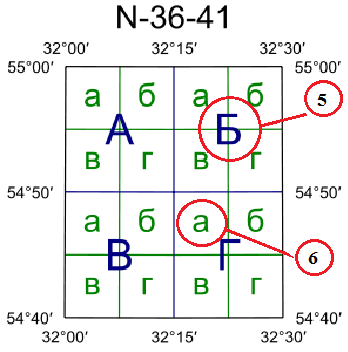 N-36-41
32°00′ 32°15′ 32°30′
55°00′ 55°00′
а б а б
5
А Б
в г в г
54°50′ 54°50′
а б а б
В Г
6
в г в г
54°40′ 54°40′
32°00′ 32°15′ 32°30′